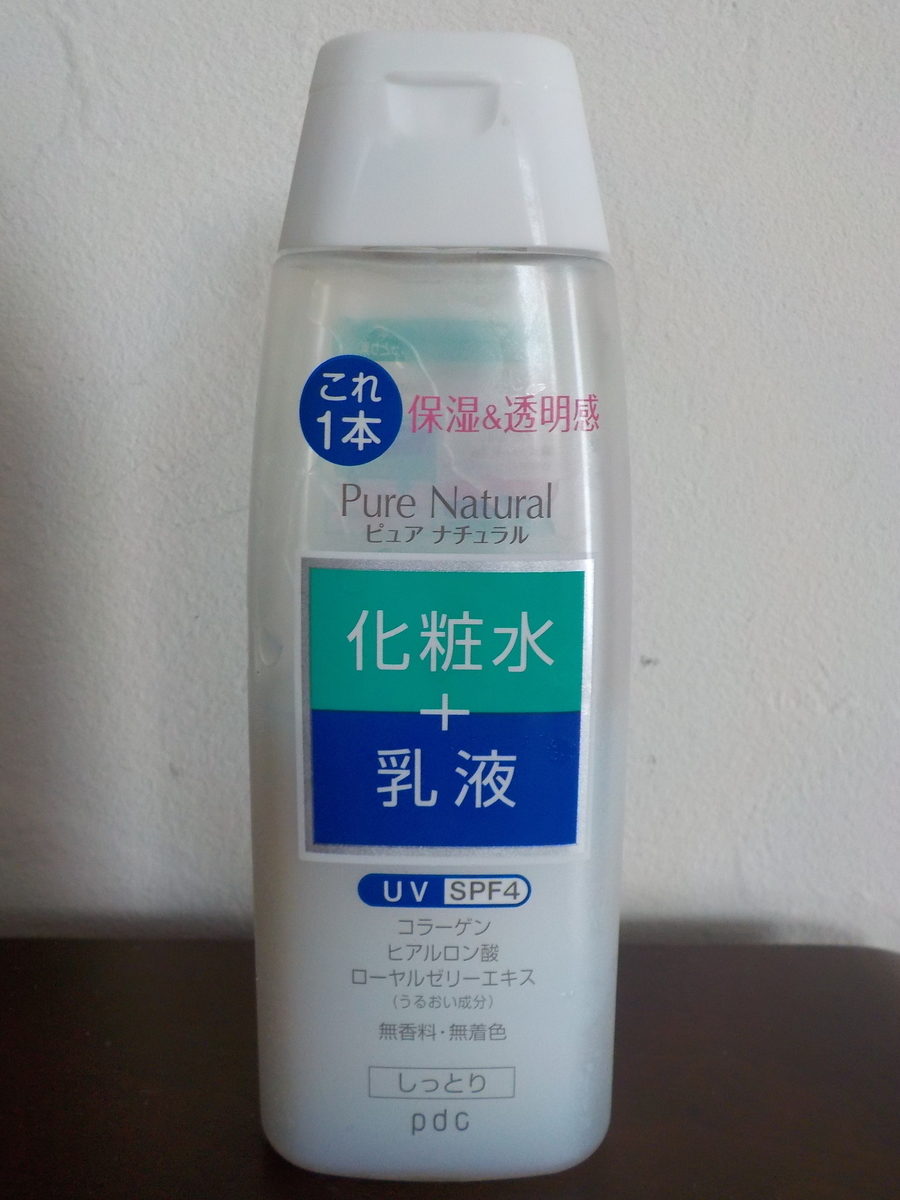 これ
1本
保湿&透明感
Pure Natural
ピュア ナチュラル
化粧水
+
乳液
UV SPF4
コラーゲン
ヒアルロン酸
ローヤルゼリーエキス
(うるおい成分)
無香料・無着色
しっとり
pdc